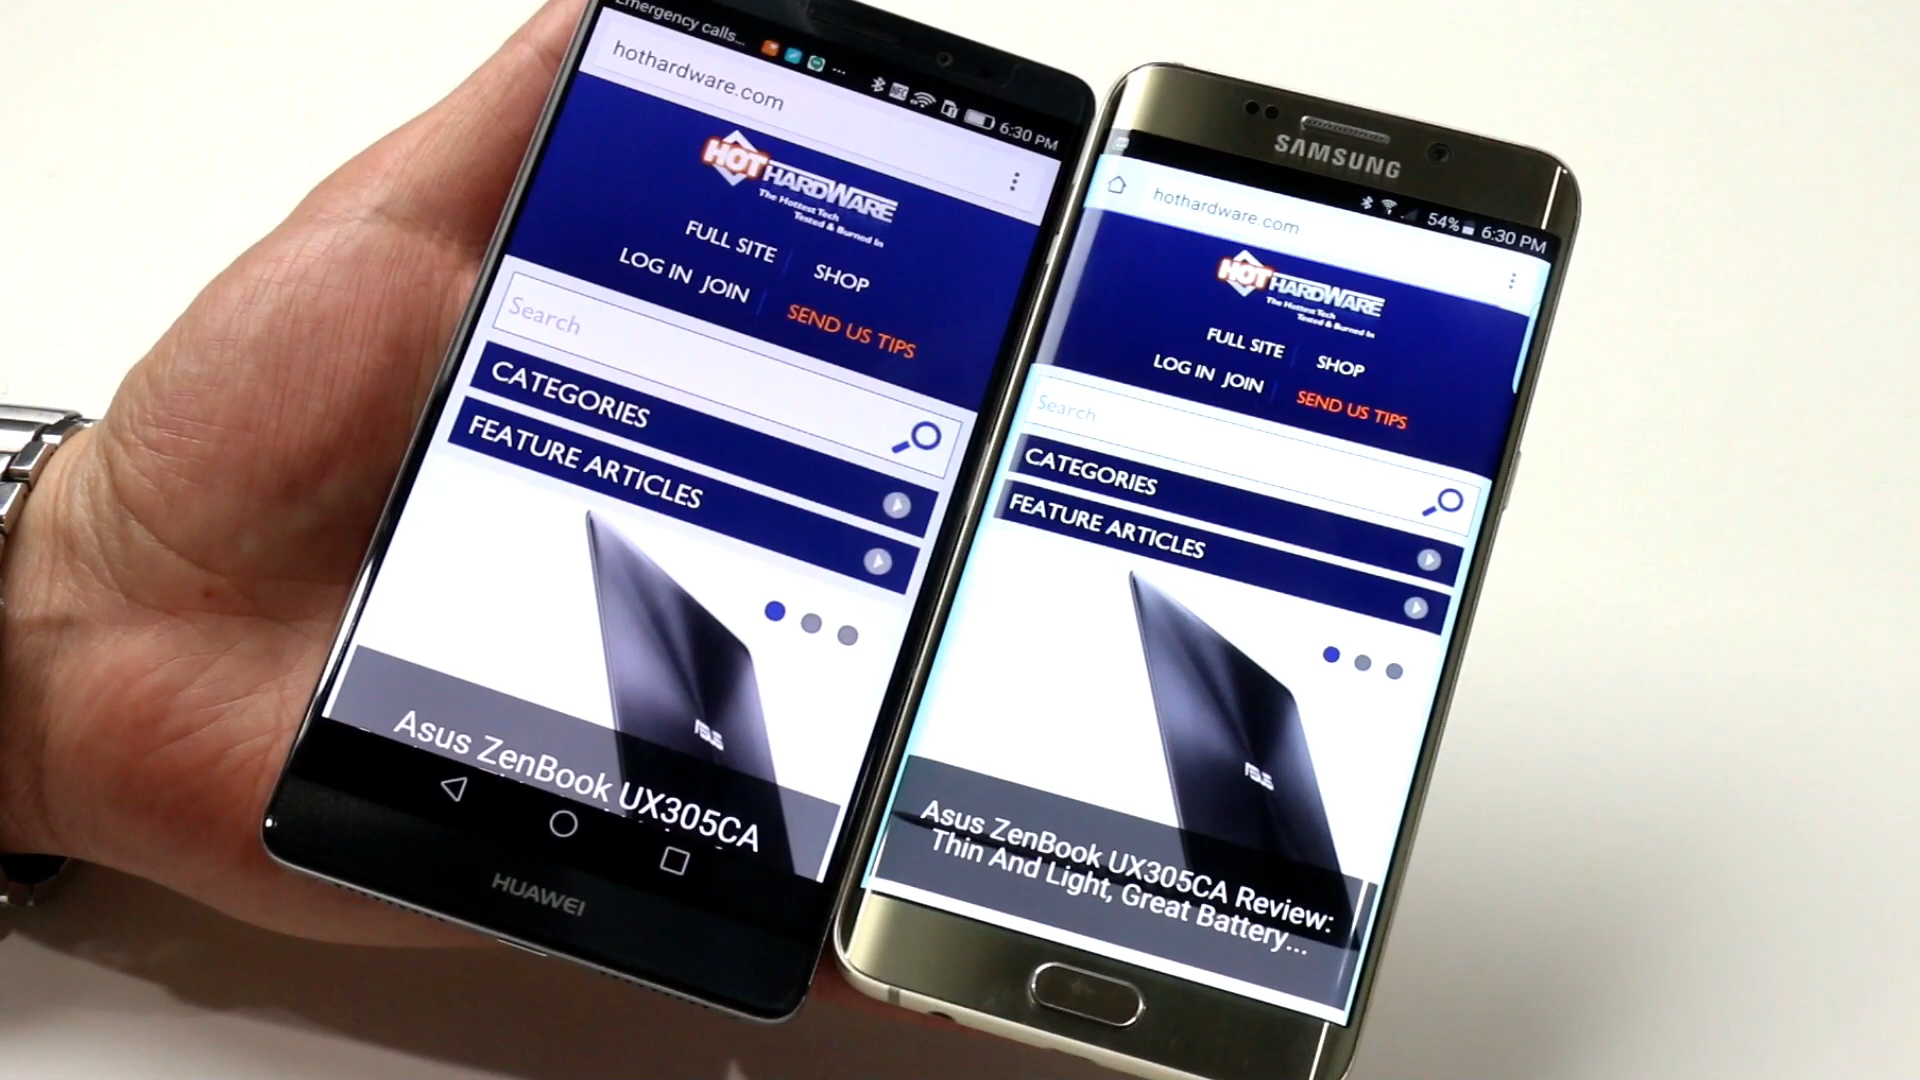 Emergency calls...
NFC
6:30 PM
hothardware.com
HOT HARDWARE
The Hottest Tech
Tested & Burned In
FULL SITE
SHOP
LOG IN
JOIN
SEND US TIPS
Search
CATEGORIES
FEATURE ARTICLES
ASUS
Asus ZenBook UX305CA
HUAWEI
SAMSUNG
54%
6:30 PM
hothardware.com
HOT HARDWARE
The Hottest Tech
Tested & Burned In
FULL SITE
SHOP
LOG IN
JOIN
SEND US TIPS
Search
CATEGORIES
FEATURE ARTICLES
ASUS
Asus ZenBook UX305CA Review:
Thin And Light, Great Battery...